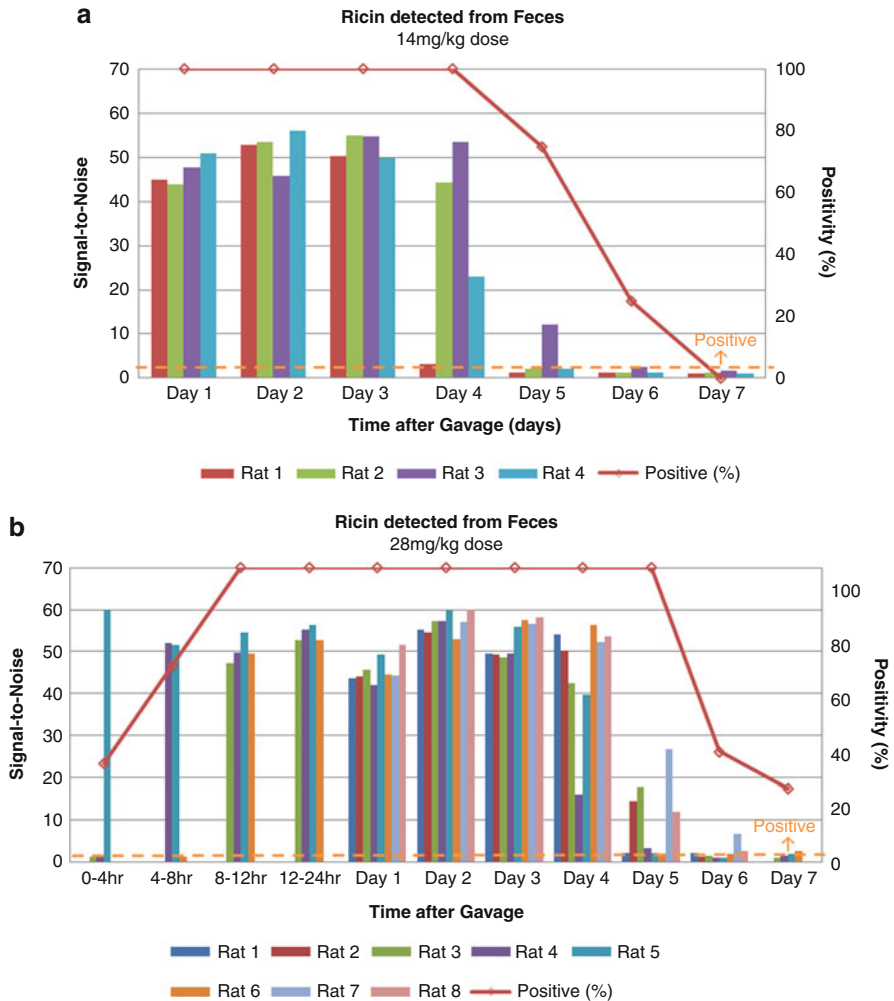 a
Ricin detected from Feces
14mg/kg dose
70
60
50
40
30
20
10
0
Signal-to-Noise
100
80
60
40
20
0
Positivity (%)
Positive
Day 1 Day 2 Day 3 Day 4 Day 5 Day 6 Day 7
Time after Gavage (days)
Rat 1 Rat 2 Rat 3 Rat 4 Positive (%)
b
Ricin detected from Feces
28mg/kg dose
70
60
50
40
30
20
10
0
Signal-to-Noise
100
80
60
40
20
0
Positivity (%)
Positive
0-4hr 4-8hr 8-12hr 12-24hr Day 1 Day 2 Day 3 Day 4 Day 5 Day 6 Day 7
Time after Gavage
Rat 1 Rat 2 Rat 3 Rat 4 Rat 5
Rat 6 Rat 7 Rat 8 Positive (%)